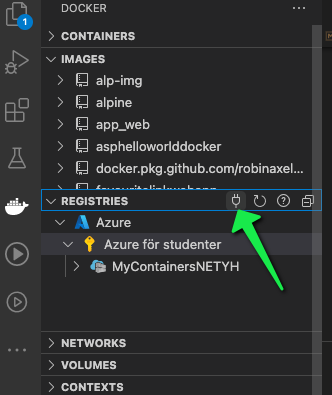 DOCKER
1
CONTAINERS
IMAGES
alp-img
alpine
app_web
asphelloworlddocker
docker.pkg.github.com/robinaxel...
REGISTRIES
Azure
Azure för studenter
MyContainersNETYH
NETWORKS
VOLUMES
CONTEXTS